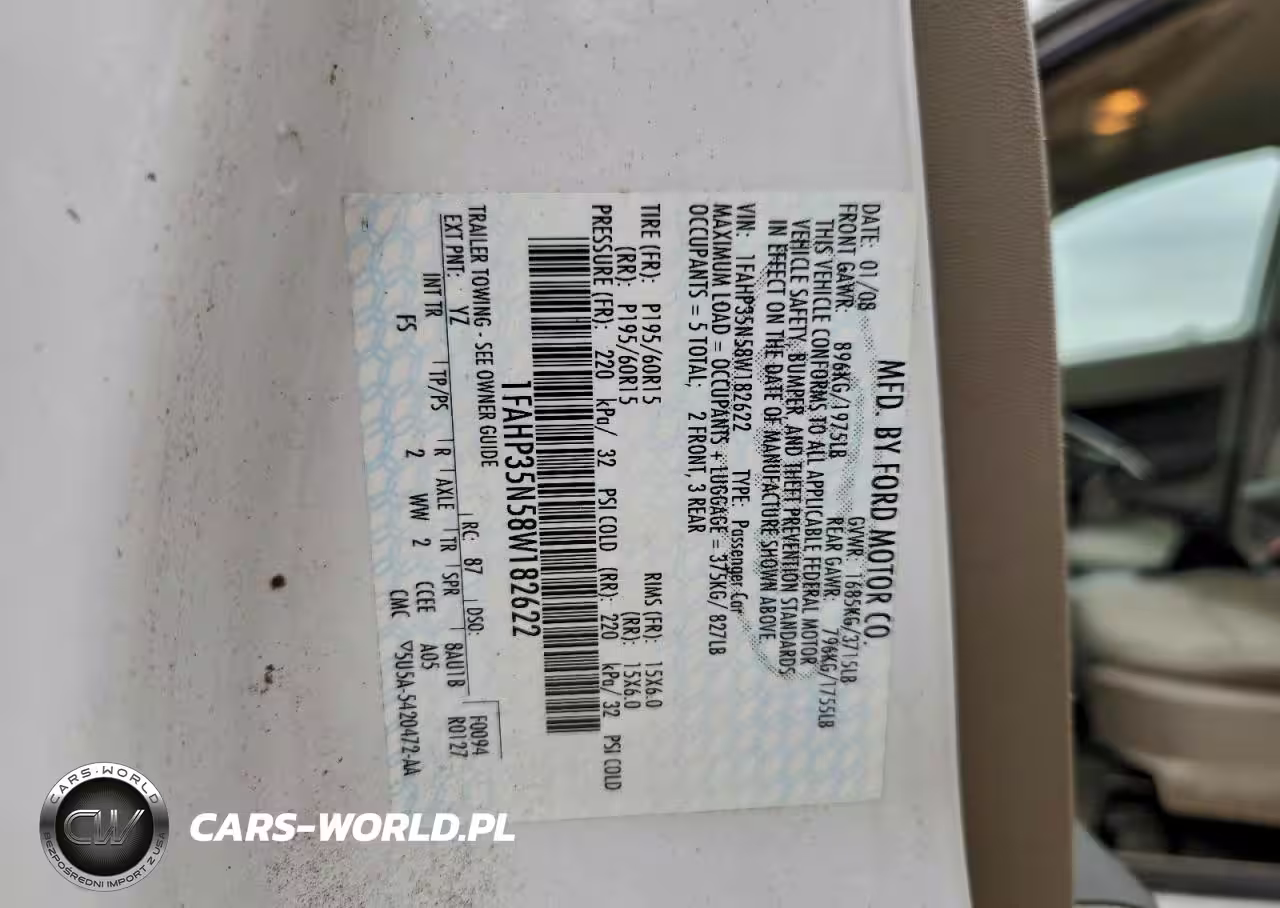 MFD. BY FORD MOTOR CO
DATE: 01/08 GVWR: 1685KG/3715LB
FRONT GAWR: 896KG/1975LB REAR GAWR: 796KG/1755LB
THIS VEHICLE CONFORMS TO ALL APPLICABLE FEDERAL MOTOR
VEHICLE SAFETY, BUMPER, AND THEFT PREVENTION STANDARDS
IN EFFECT ON THE DATE OF MANUFACTURE SHOWN ABOVE.
VIN: 1FAHP35N58W182622 TYPE: Passenger Car
MAXIMUM LOAD = OCCUPANTS + LUGGAGE = 375KG/ 827LB
OCCUPANTS = 5 TOTAL; 2 FRONT, 3 REAR
TIRE (FR): P195/60R15 RIMS (FR): 15X6.0
(RR): P195/60R15 (RR): 15X6.0
PRESSURE (FR): 220 kPa/ 32 PSI COLD (RR): 220 kPa/ 32 PSI COLD
1FAHP35N58W182622
TRAILER TOWING - SEE OWNER GUIDE
F0094
EXT PNT: YZ RC: 87 DSO: R0127
INT TR TP/PS R AXLE TR SPR 8AU1B
FS 2 WW 2 CCEE A05
CMC ▽5U5A-5420472-AA
CARS-WORLD
CW
BEZPOŚREDNI IMPORT Z USA
CARS-WORLD.PL